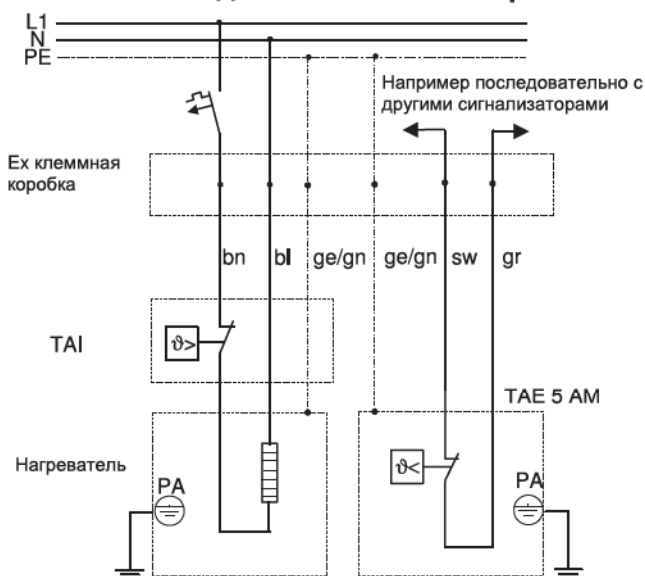 L1
N
PE
Например последовательно с
другими сигнализаторами
Ex клеммная
коробка
bn
bl
ge/gn
ge/gn
sw
gr
TAI
ϑ>
TAE 5 AM
Нагреватель
PA
ϑ<
PA